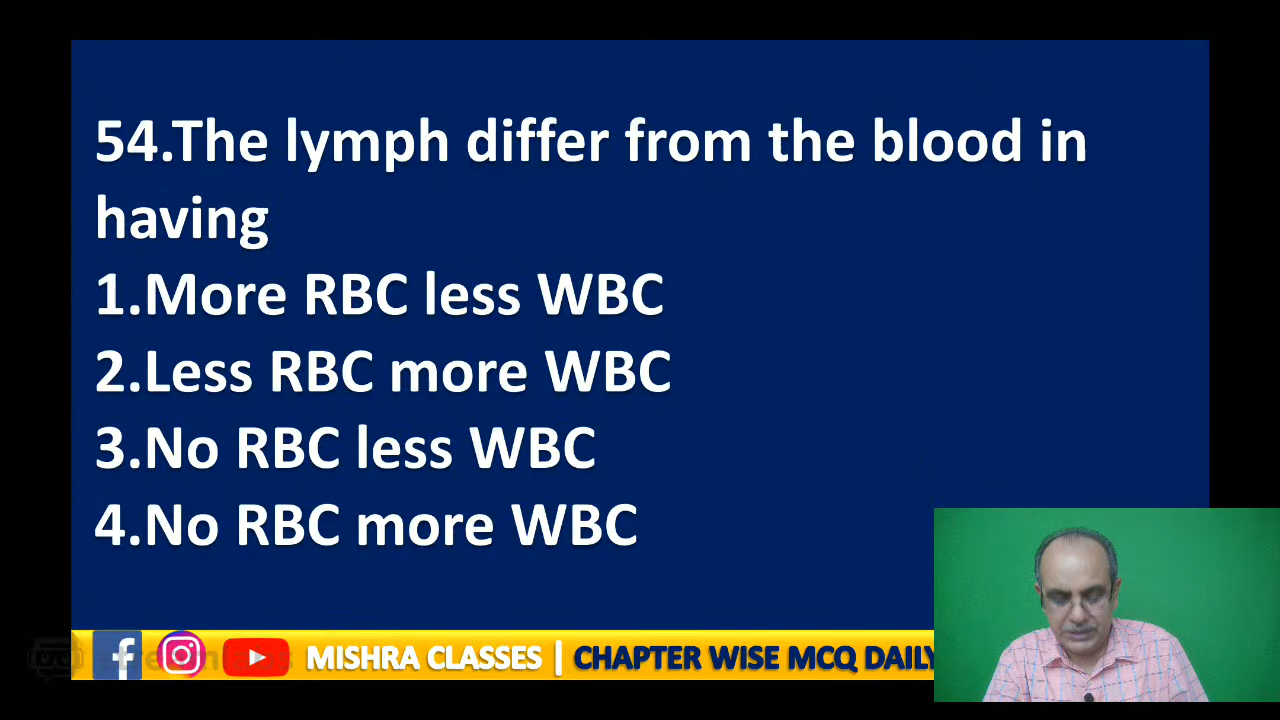 54.The lymph differ from the blood in
having
1.More RBC less WBC
2.Less RBC more WBC
3.No RBC less WBC
4.No RBC more WBC
MISHRA CLASSES | CHAPTER WISE MCQ DAILY